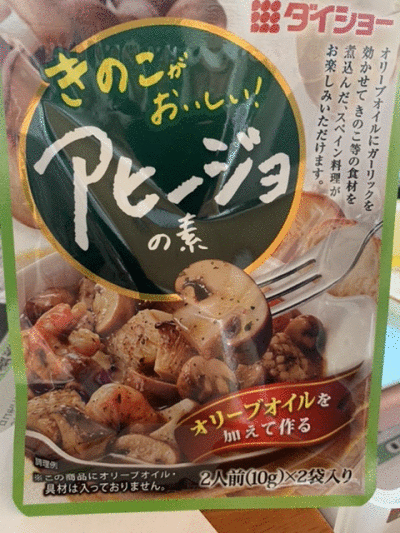 ダイショー
きのこが
おいしい!
アヒージョ
の素
オリーブオイルにガーリックを
効かせて きのこ等の食材を
煮込んだ、スペイン料理が
お楽しみいただけます。
オリーブオイルを
加えて作る
調理例
※この商品にオリーブオイル・
具材は入っておりません。
2人前(10g)×2袋入り